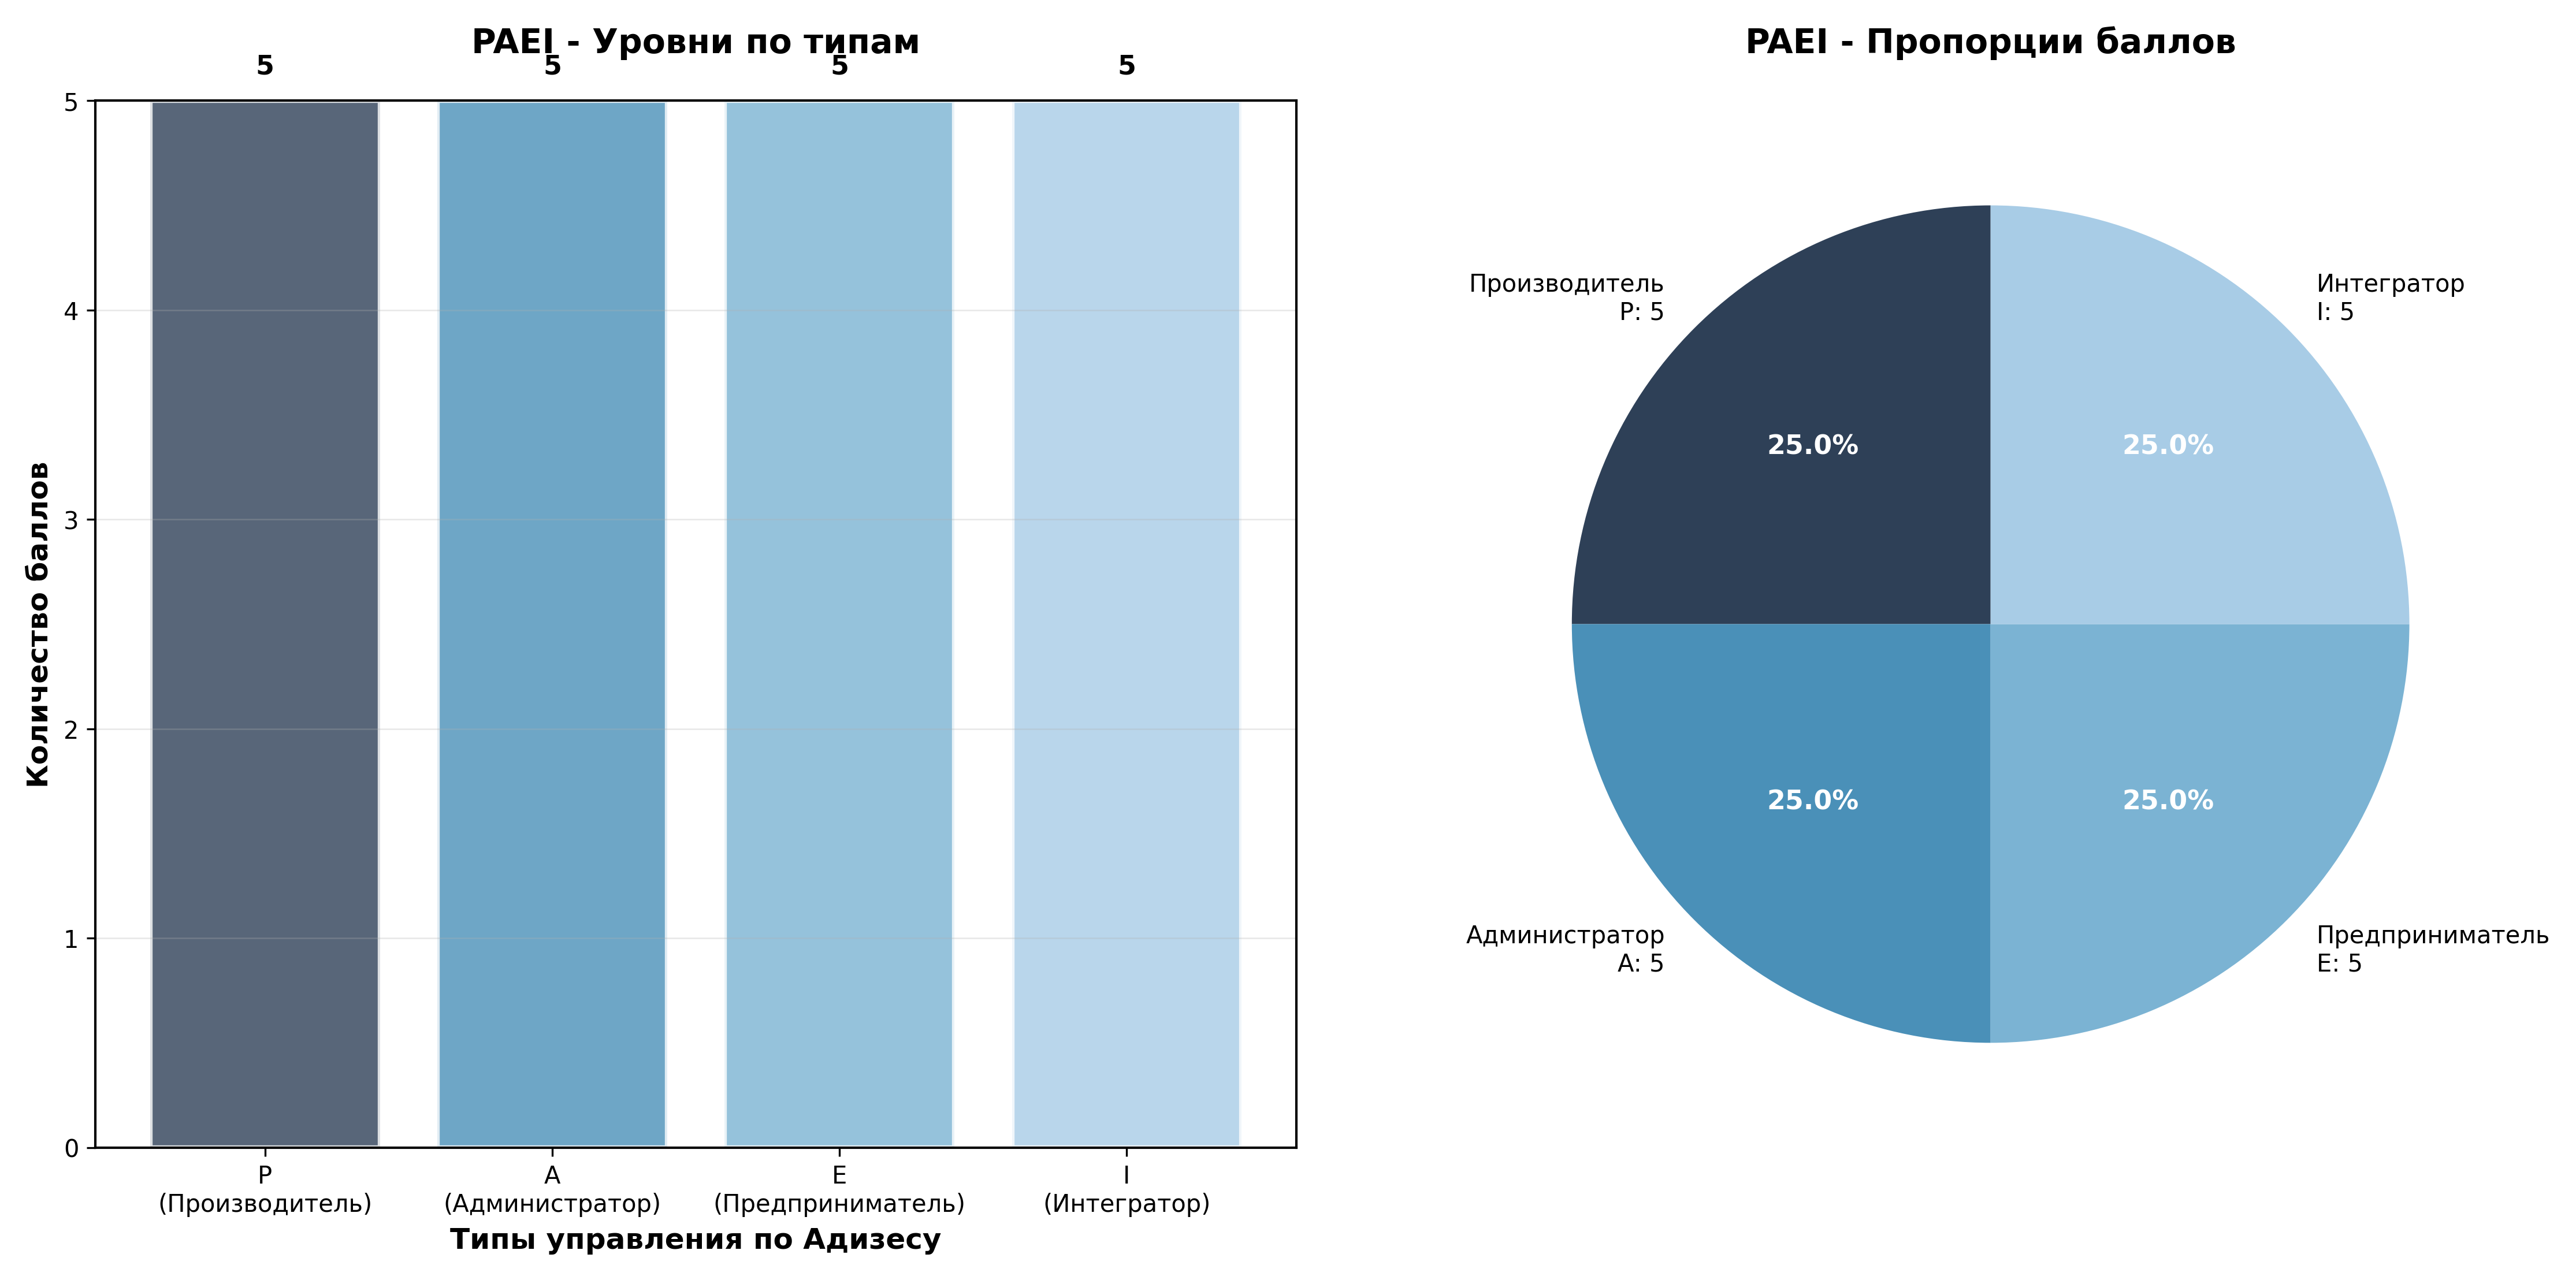 PAEI - Уровни по типам
5 5 5 5
Количество баллов
5
4
3
2
1
0
P
(Производитель)
A
(Администратор)
E
(Предприниматель)
I
(Интегратор)
Типы управления по Адизесу
PAEI - Пропорции баллов
Производитель
P: 5
Интегратор
I: 5
25.0%
25.0%
25.0%
25.0%
Администратор
A: 5
Предприниматель
E: 5